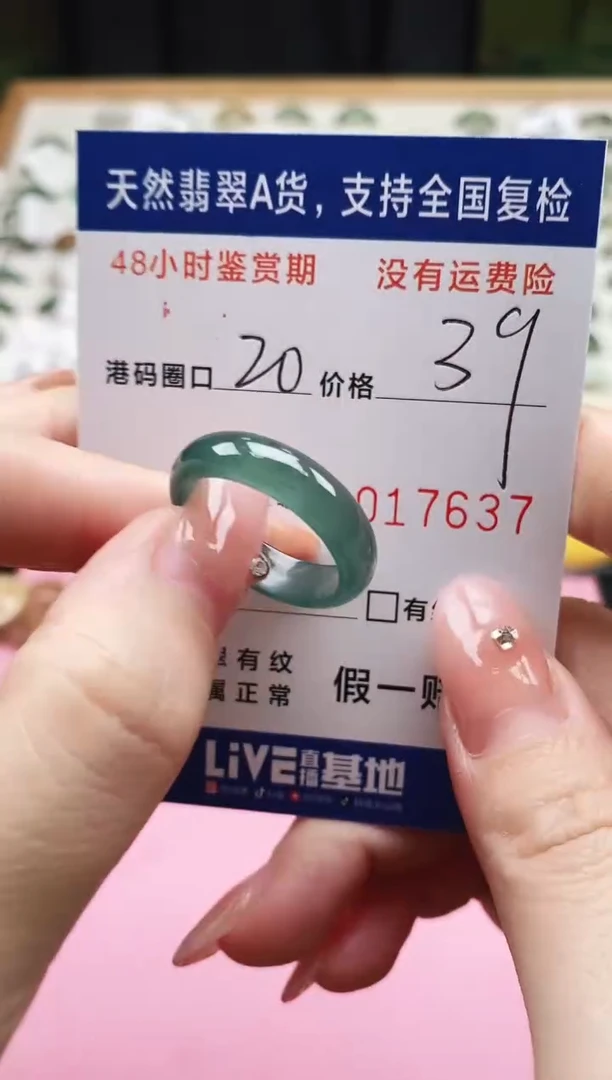 天然翡翠A货，支持全国复检
48小时鉴赏期 没有运费险
港码圈口 20 价格 39
017637
□有
有纹
属正常 假一赔
LiVE直播基地